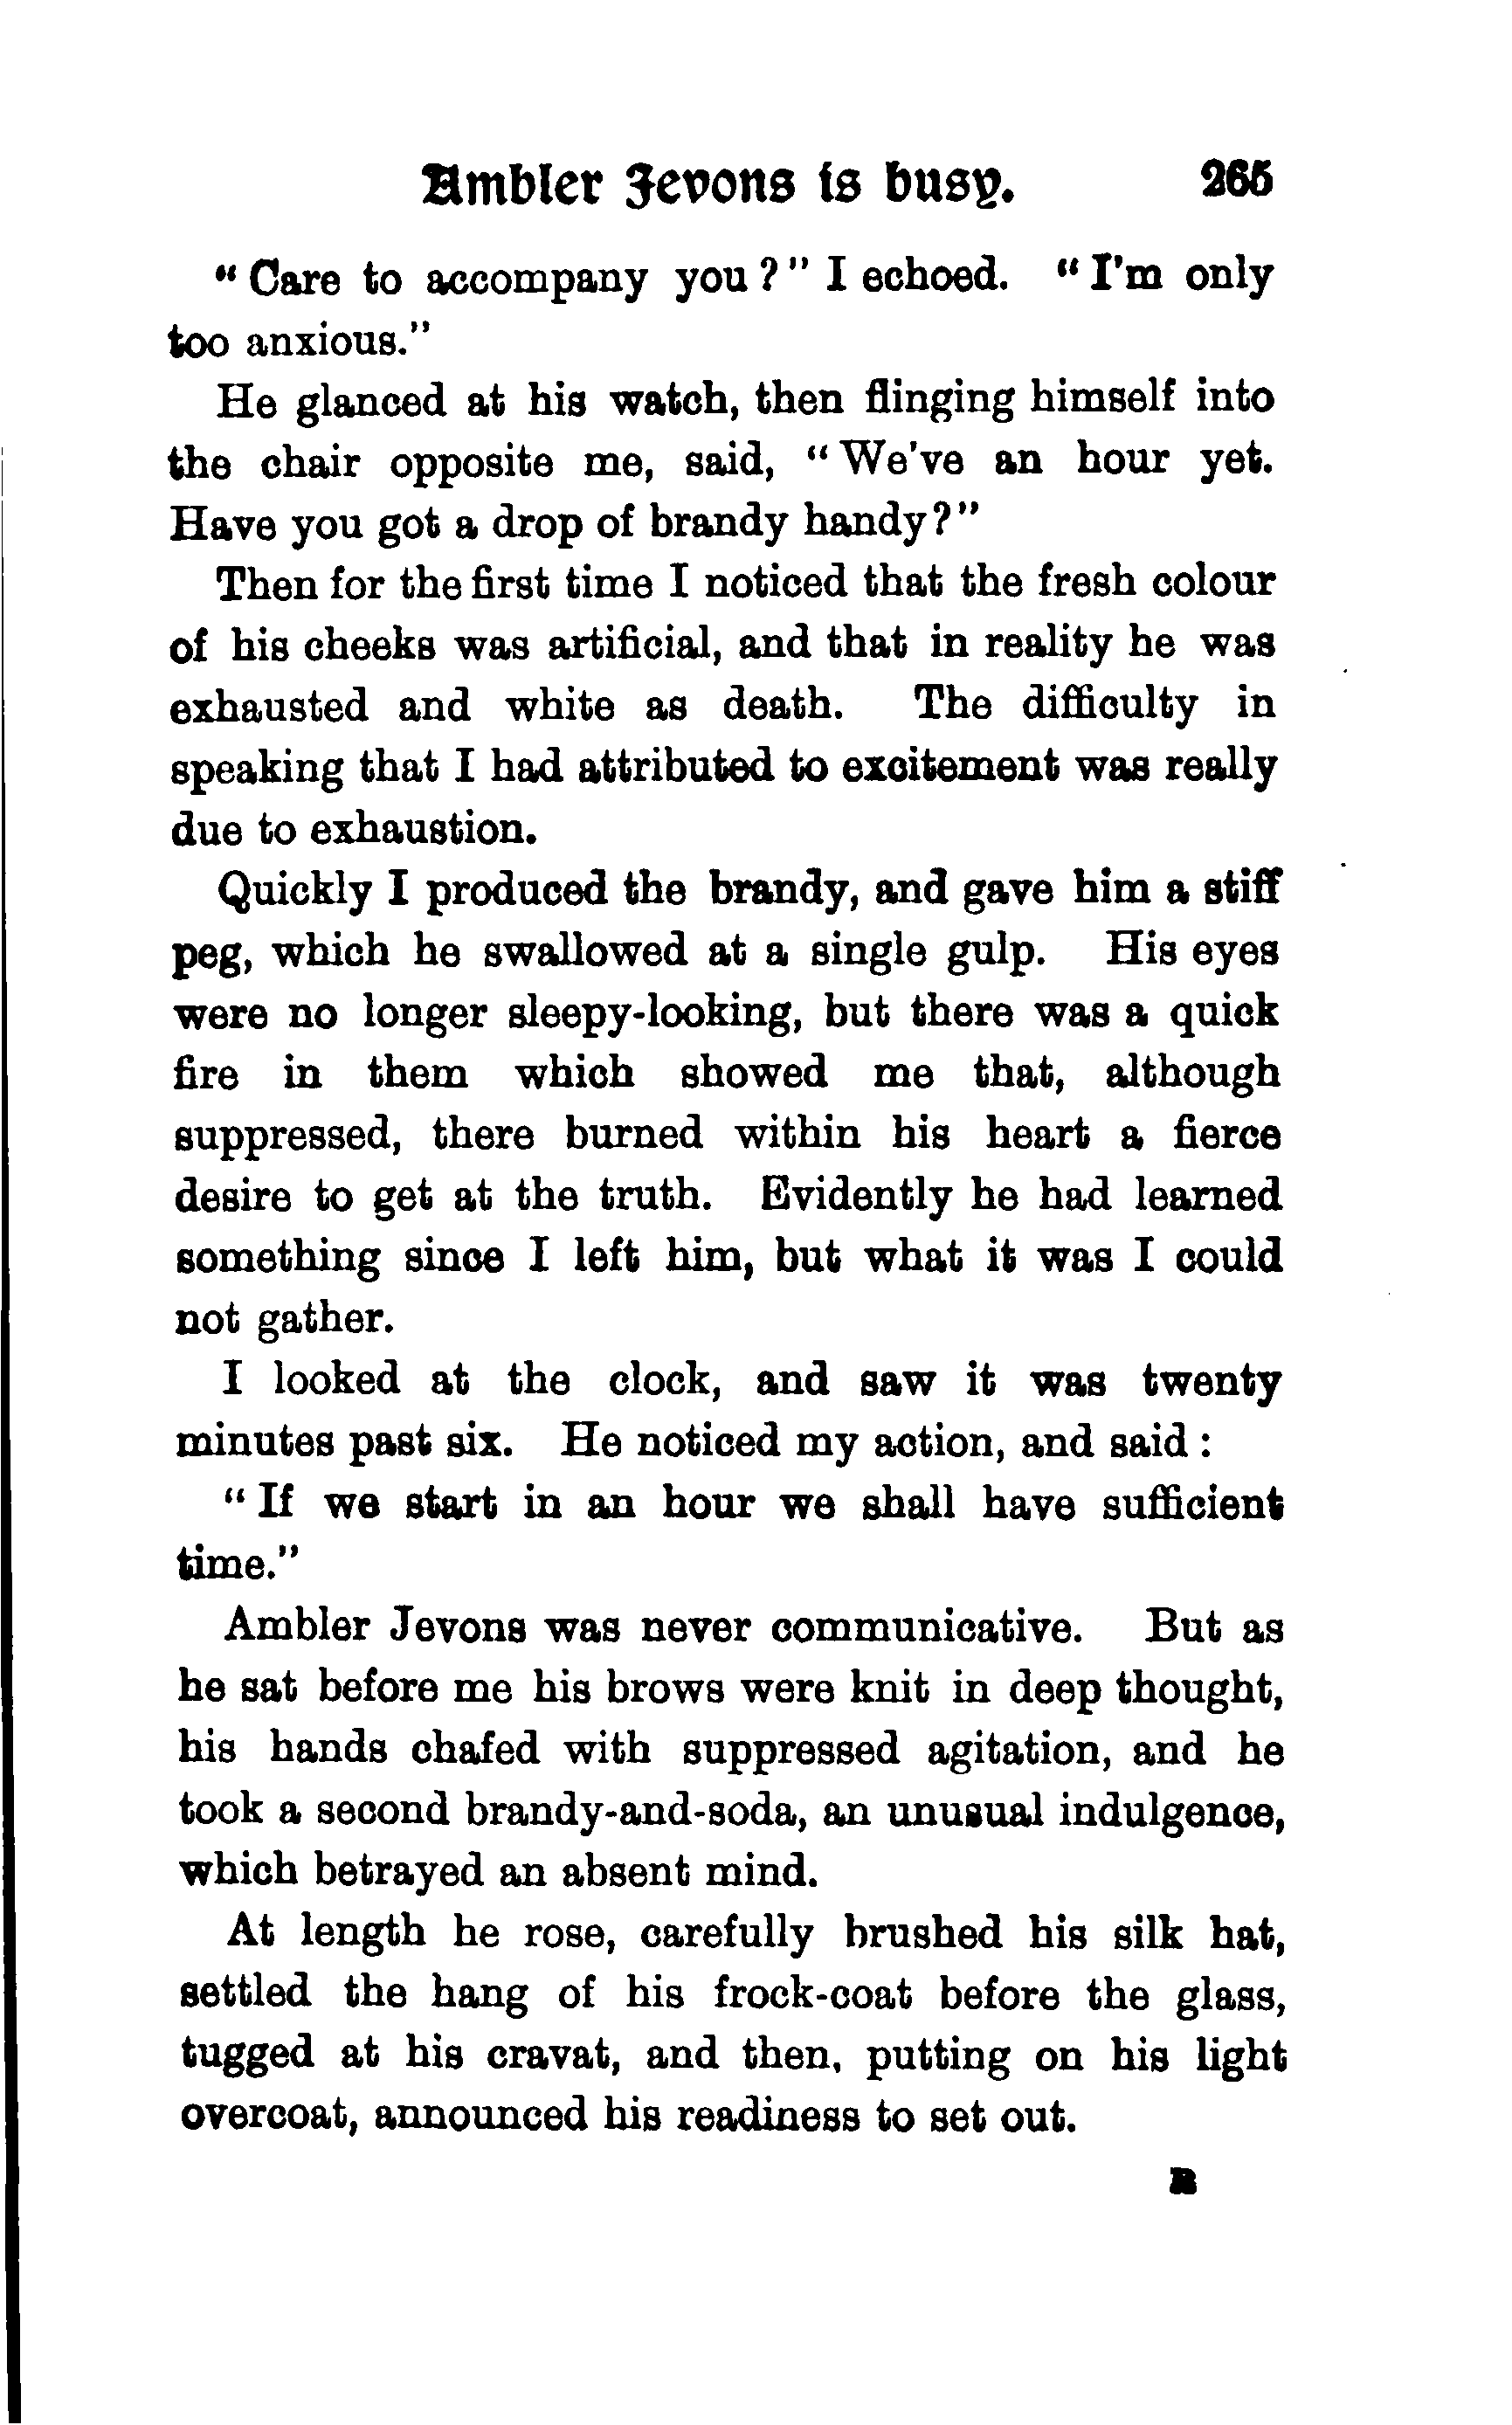 Ambler Jevons is busy. 265
" Care to accompany you ? " I echoed. " I'm only
too anxious."
He glanced at his watch, then flinging himself into
the chair opposite me, said, " We've an hour yet.
Have you got a drop of brandy handy ? "
Then for the first time I noticed that the fresh colour
of his cheeks was artificial, and that in reality he was
exhausted and white as death. The difficulty in
speaking that I had attributed to excitement was really
due to exhaustion.
Quickly I produced the brandy, and gave him a stiff
peg, which he swallowed at a single gulp. His eyes
were no longer sleepy-looking, but there was a quick
fire in them which showed me that, although
suppressed, there burned within his heart a fierce
desire to get at the truth. Evidently he had learned
something since I left him, but what it was I could
not gather.
I looked at the clock, and saw it was twenty
minutes past six. He noticed my action, and said :
" If we start in an hour we shall have sufficient
time."
Ambler Jevons was never communicative. But as
he sat before me his brows were knit in deep thought,
his hands chafed with suppressed agitation, and he
took a second brandy-and-soda, an unusual indulgence,
which betrayed an absent mind.
At length he rose, carefully brushed his silk hat,
settled the hang of his frock-coat before the glass,
tugged at his cravat, and then, putting on his light
overcoat, announced his readiness to set out.
R